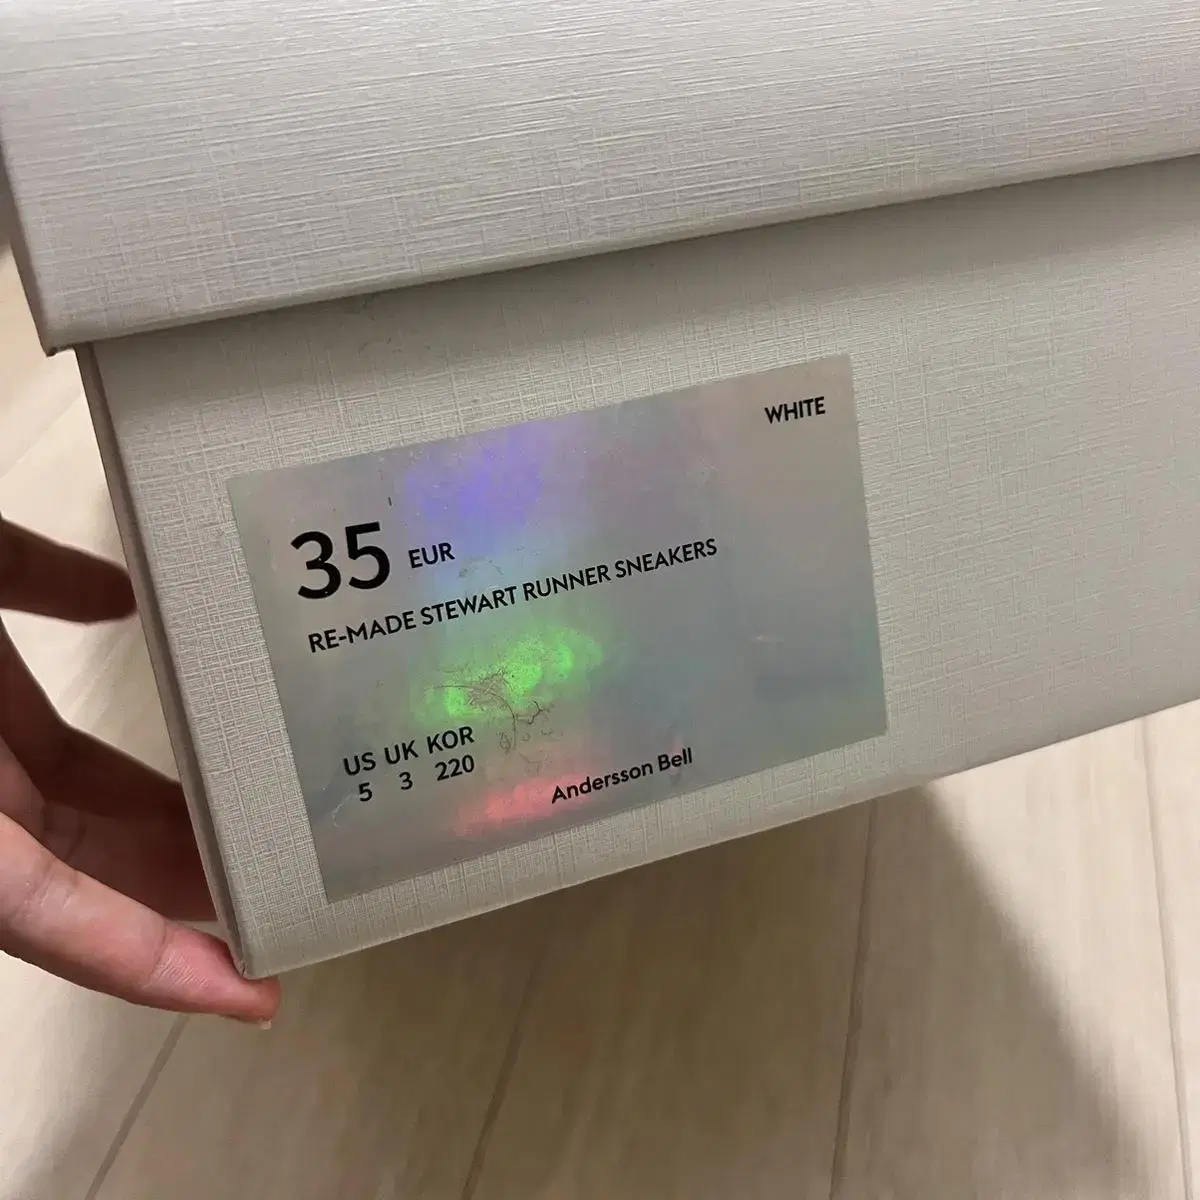 WHITE
35 EUR
RE-MADE STEWART RUNNER SNEAKERS
US UK KOR
5 3 220
Andersson Bell